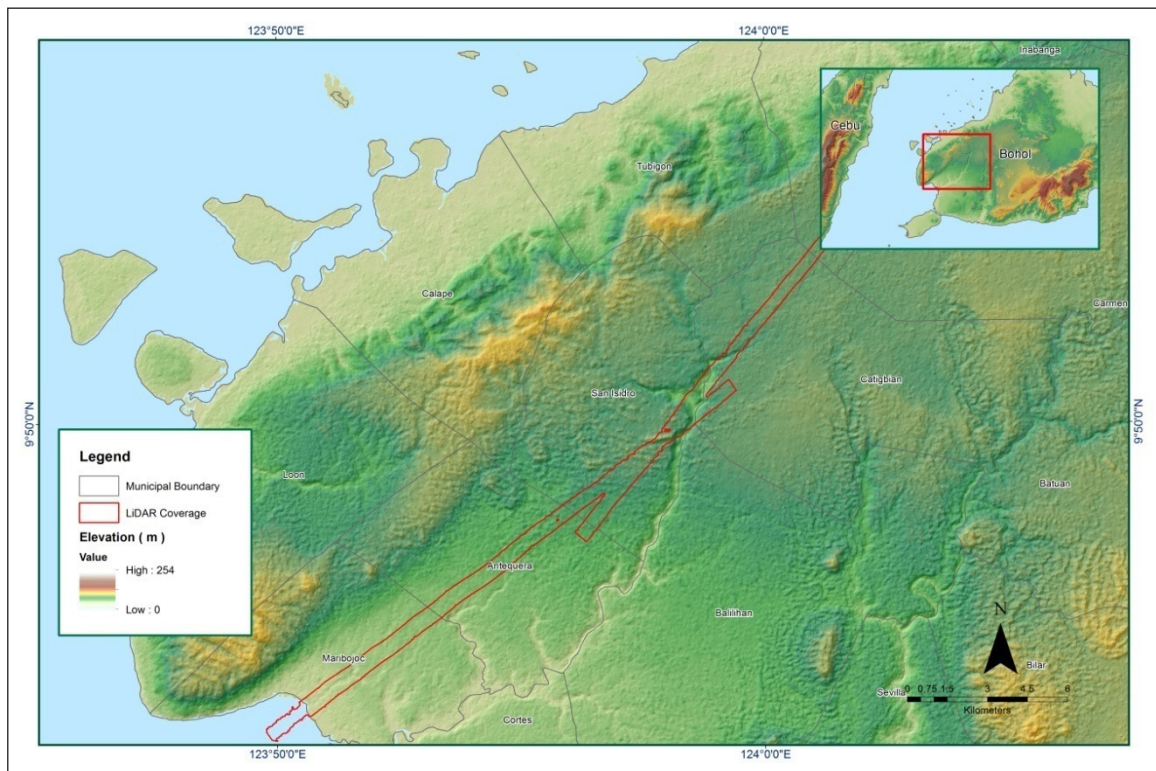 123°50'0"E
124°0'0"E
Inabanga
Cebu
Bohol
Tubigon
Calape
Carmen
San Isidro
Catigbian
9°50'0"N
9°50'0"N
Legend
Municipal Boundary
LiDAR Coverage
Elevation ( m )
Value
High : 254
Low : 0
Loon
Batuan
Antequera
Balilihan
N
Maribojoc
Bilar
Sevilla
0 0.75 1.5 3 4.5 6
Kilometers
Cortes
123°50'0"E
124°0'0"E